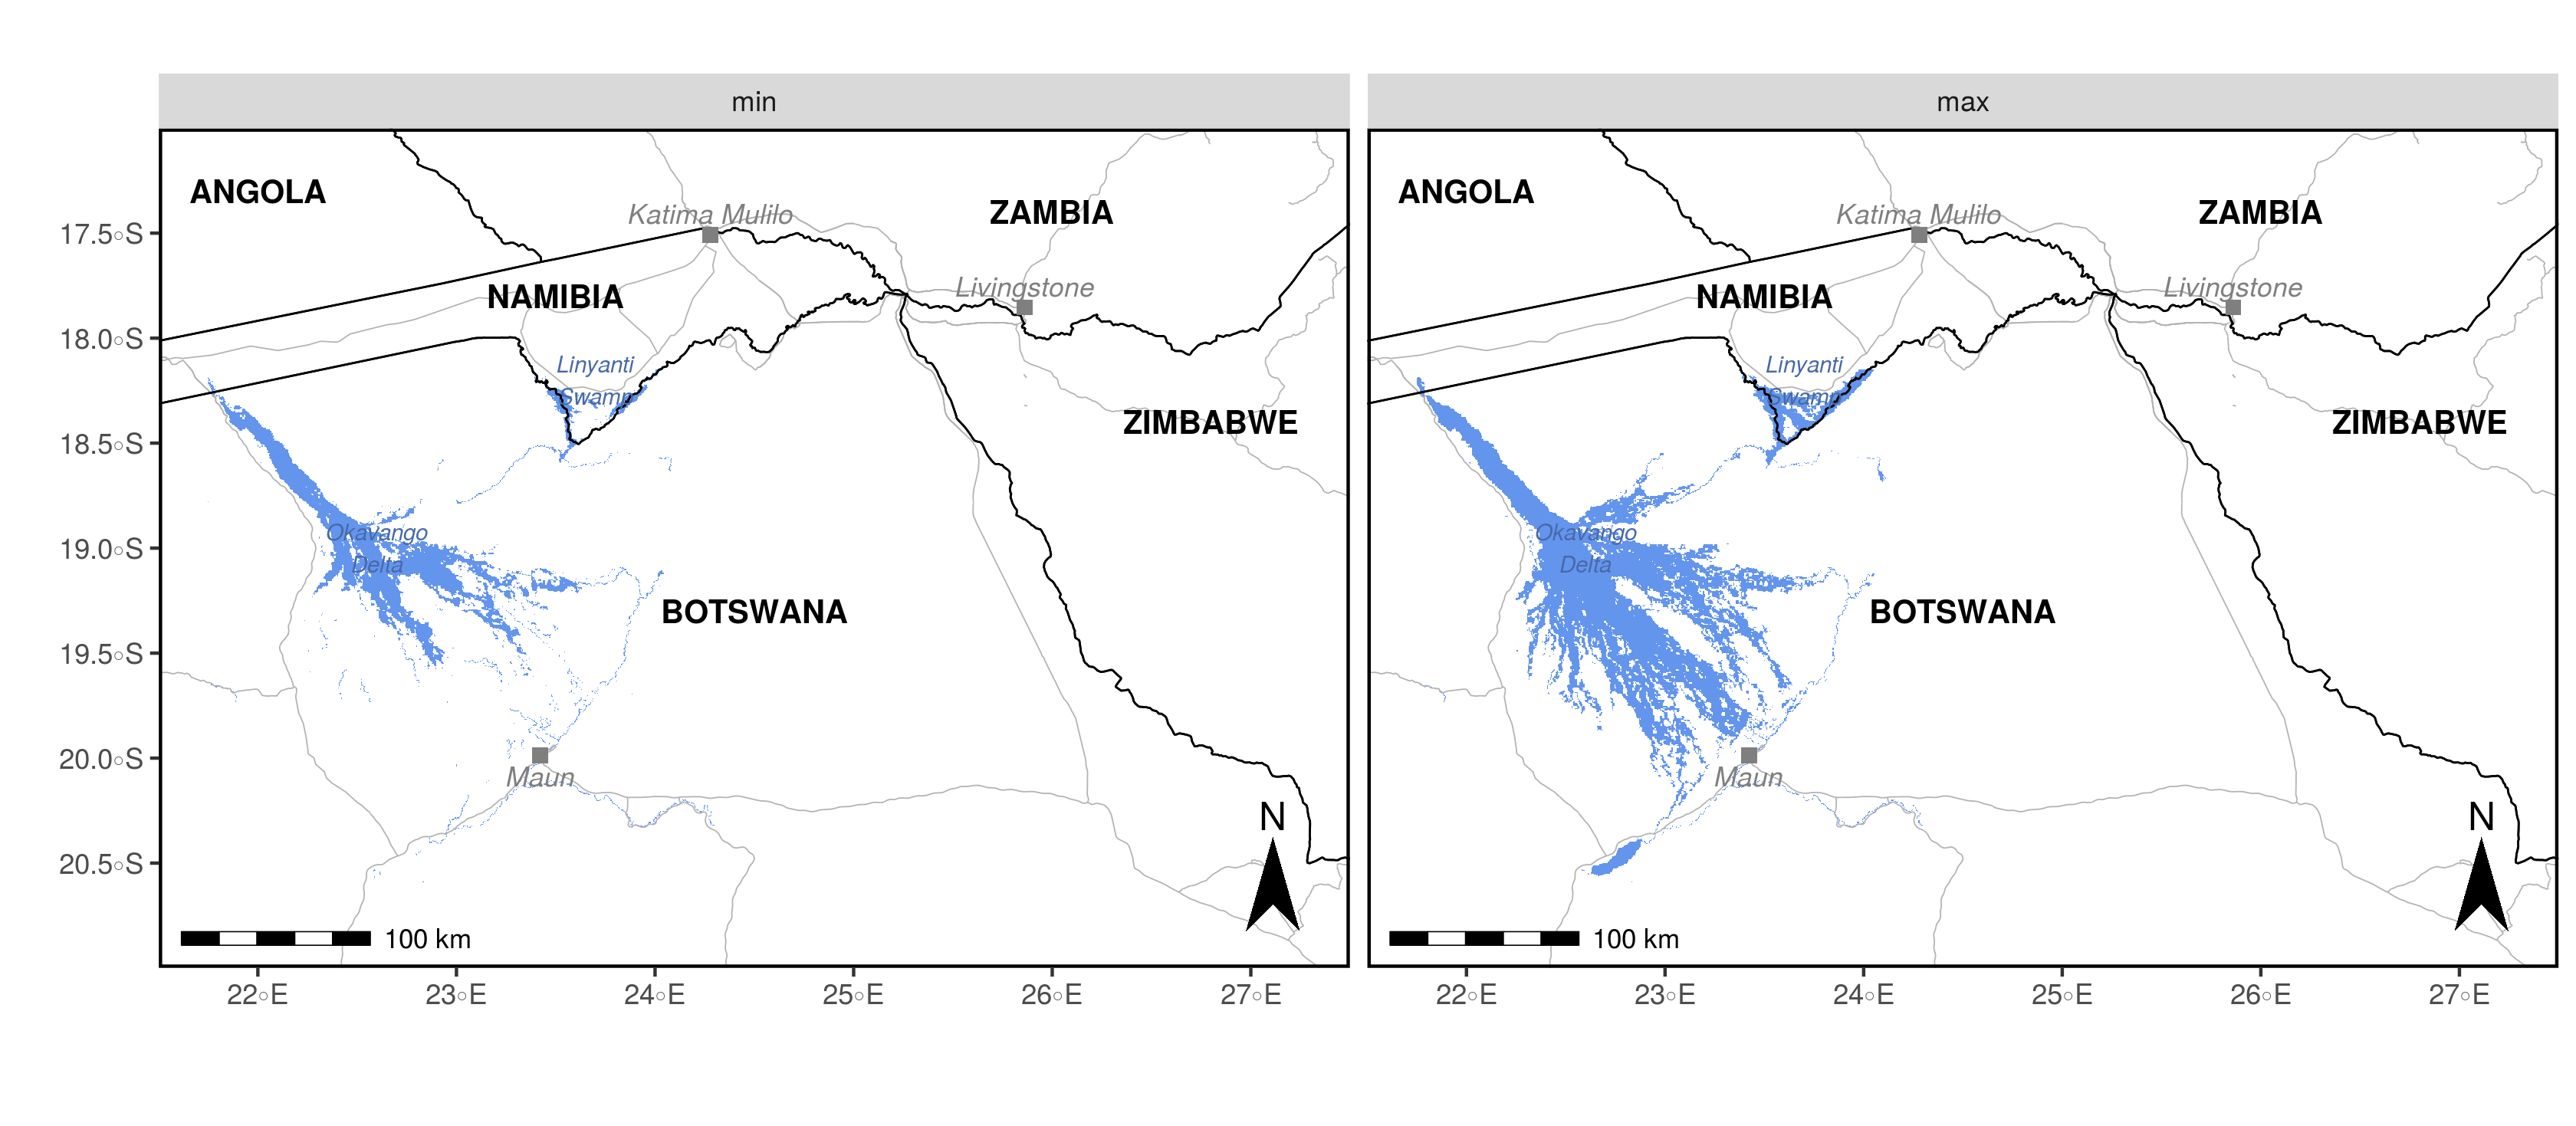 min
max
ANGOLA
Katima Mulilo
ZAMBIA
17.5°S
Livingstone
NAMIBIA
18.0°S
Linyanti
Swamp
ZIMBABWE
18.5°S
Okavango
19.0°S
Delta
BOTSWANA
19.5°S
20.0°S
Maun
N
20.5°S
100 km
22°E
23°E
24°E
25°E
26°E
27°E
ANGOLA
Katima Mulilo
ZAMBIA
Livingstone
NAMIBIA
Linyanti
Swamp
ZIMBABWE
Okavango
Delta
BOTSWANA
Maun
N
100 km
22°E
23°E
24°E
25°E
26°E
27°E